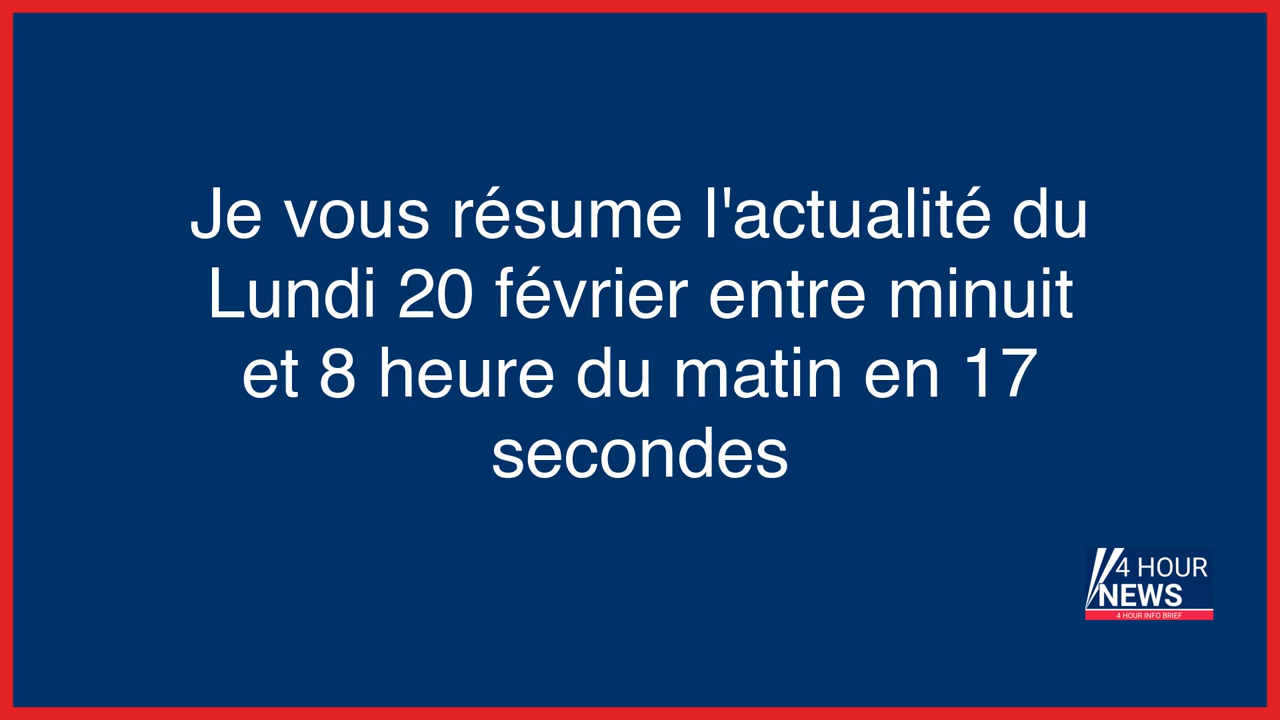 Je vous résume l'actualité du
Lundi 20 février entre minuit
et 8 heure du matin en 17
secondes
4 HOUR
NEWS
4 HOUR INFO BRIEF